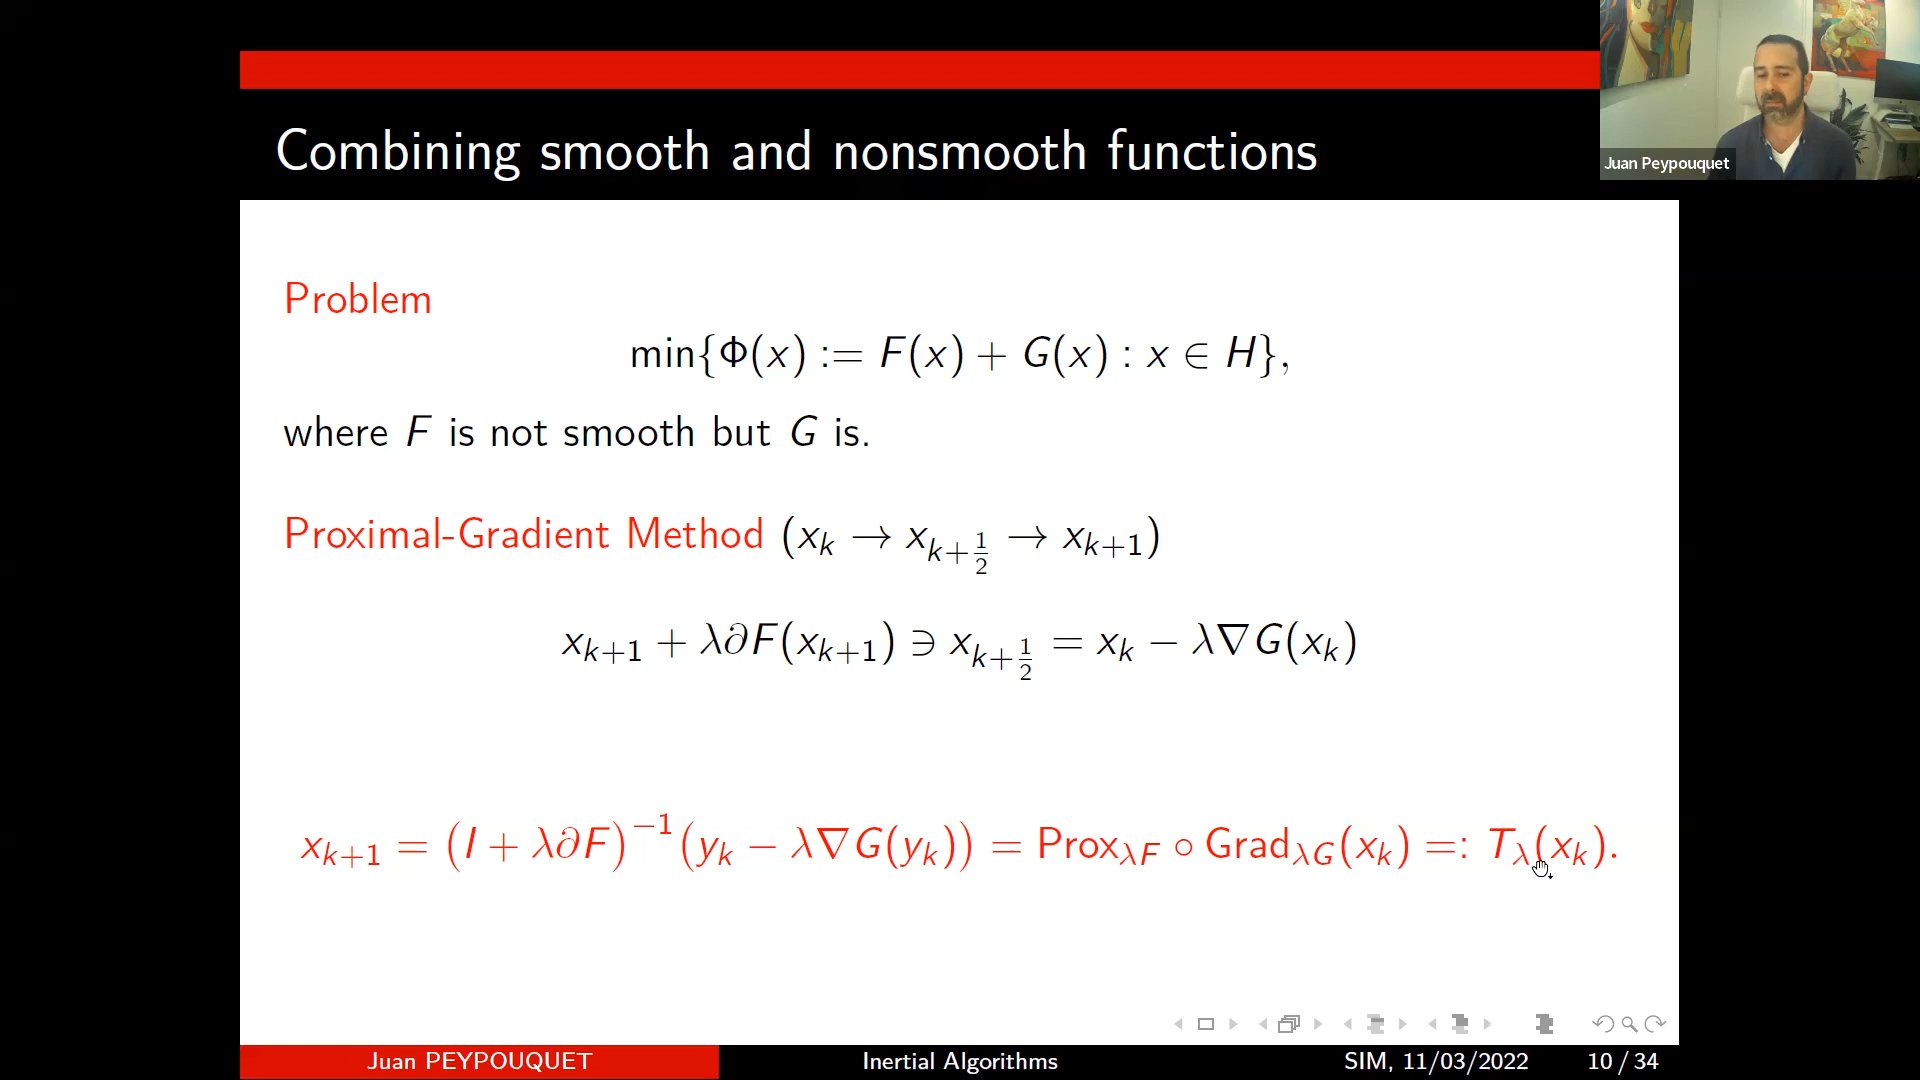 Combining smooth and nonsmooth functions
Juan Peypouquet
Problem
min{Φ(x) := F(x) + G(x) : x ∈ H},
where F is not smooth but G is.
Proximal-Gradient Method (x_k → x_{k+1/2} → x_{k+1})
x_{k+1} + λ∂F(x_{k+1}) ∋ x_{k+1/2} = x_k − λ∇G(x_k)
x_{k+1} = (I + λ∂F)^{−1}(y_k − λ∇G(y_k)) = Prox_{λF} ∘ Grad_{λG}(x_k) =: T_λ(x_k).
Juan PEYPOUQUET
Inertial Algorithms
SIM, 11/03/2022
10 / 34